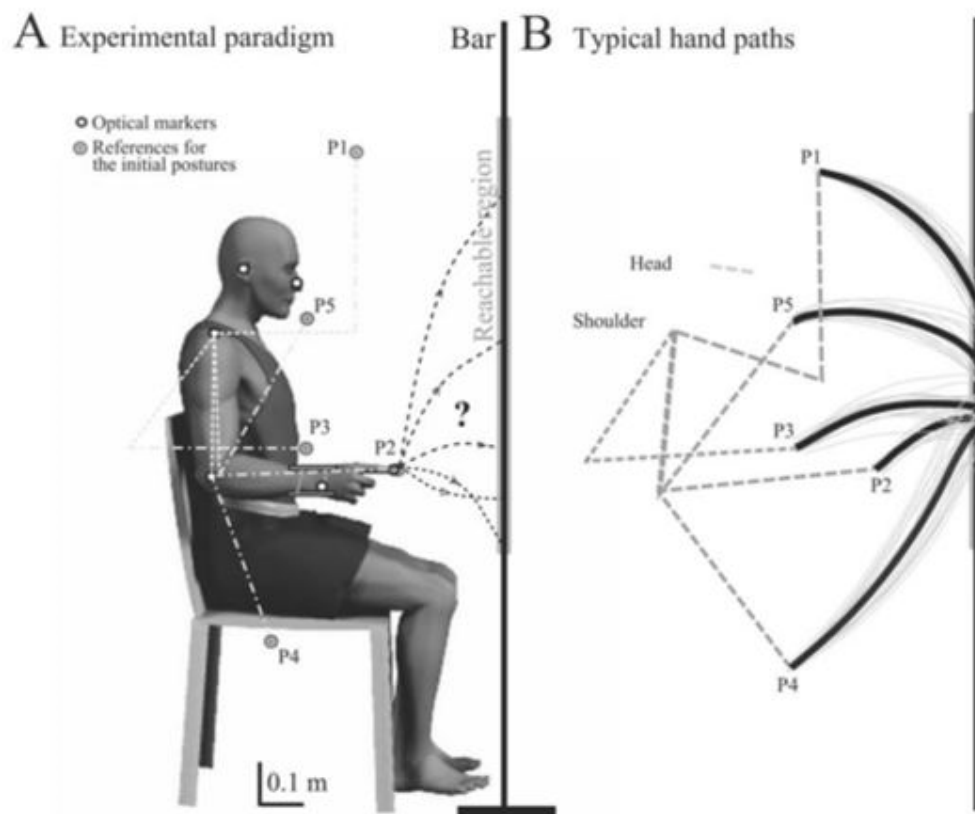 A Experimental paradigm
Bar
Optical markers
References for
the initial postures
P1
P5
P3
P2
?
P4
Reachable region
0.1 m
B Typical hand paths
P1
Head
P5
Shoulder
P3
P2
P4